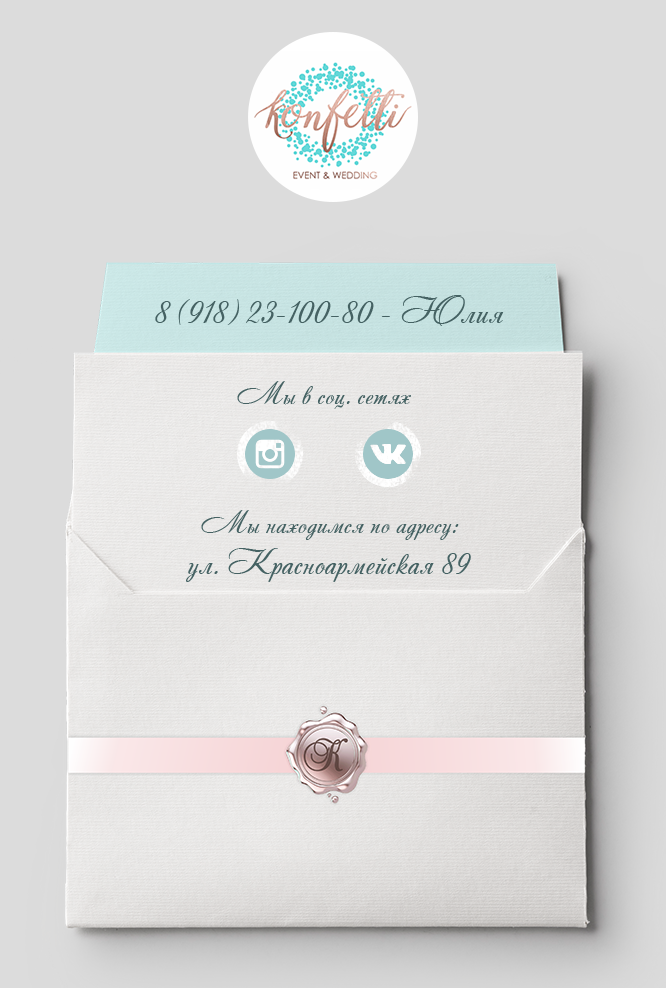 konfetti
EVENT & WEDDING
8 (918) 23-100-80 - Юлия
Мы в соц. сетях
Мы находимся по адресу:
ул. Красноармейская 89
К